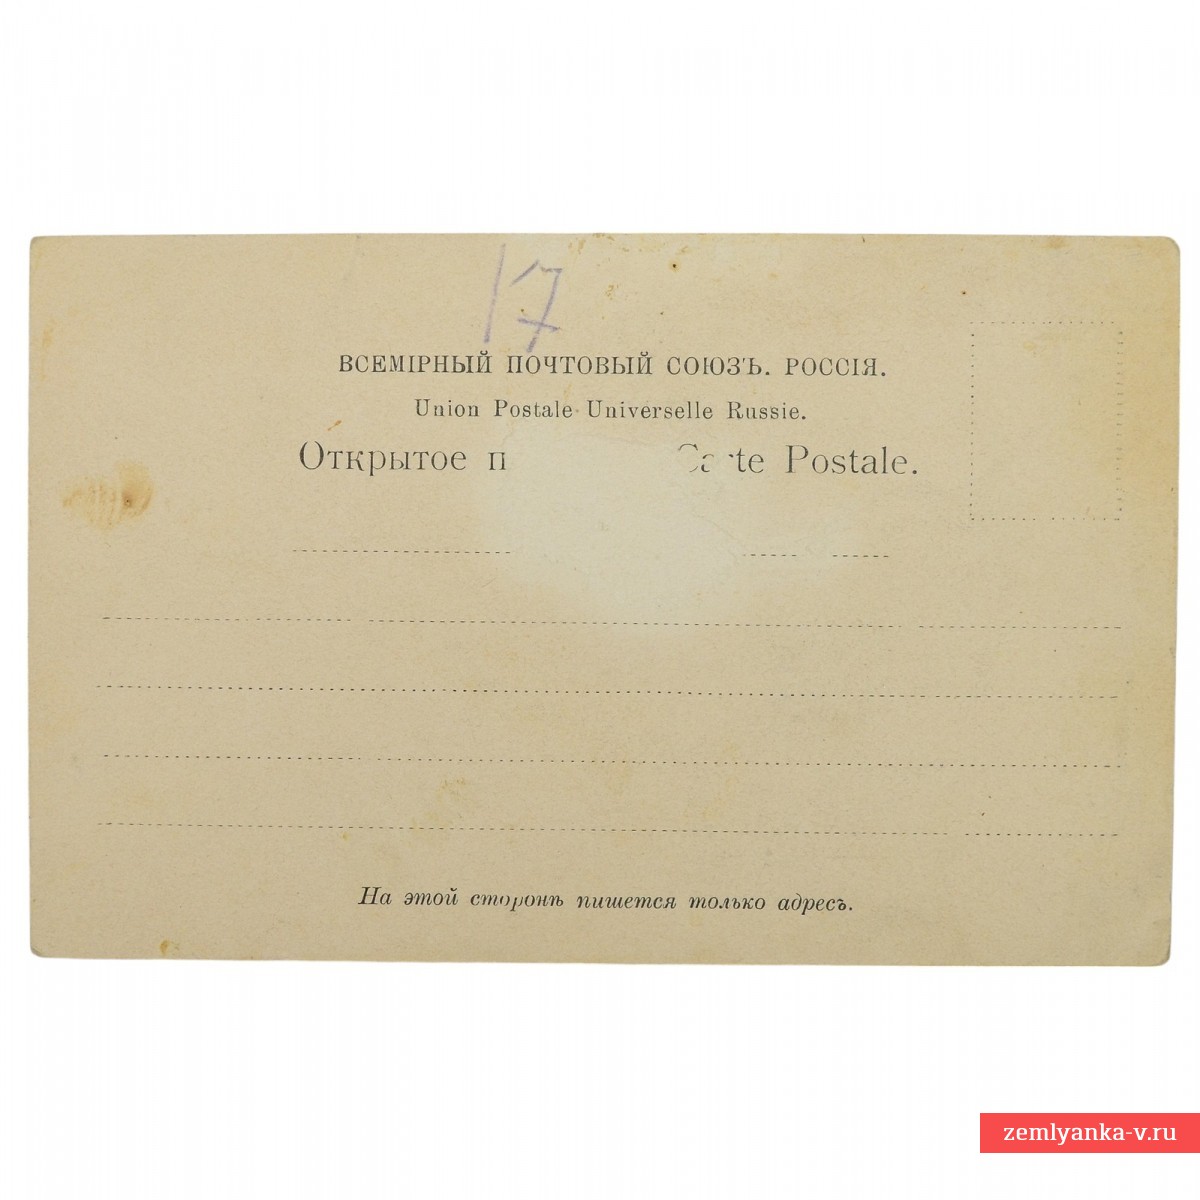 17
ВСЕМІРНЫЙ ПОЧТОВЫЙ СОЮЗЪ. РОССІЯ.
Union Postale Universelle Russie.
Открытое п Carte Postale.
На этой сторонѣ пишется только адресъ.
zemlyanka-v.ru